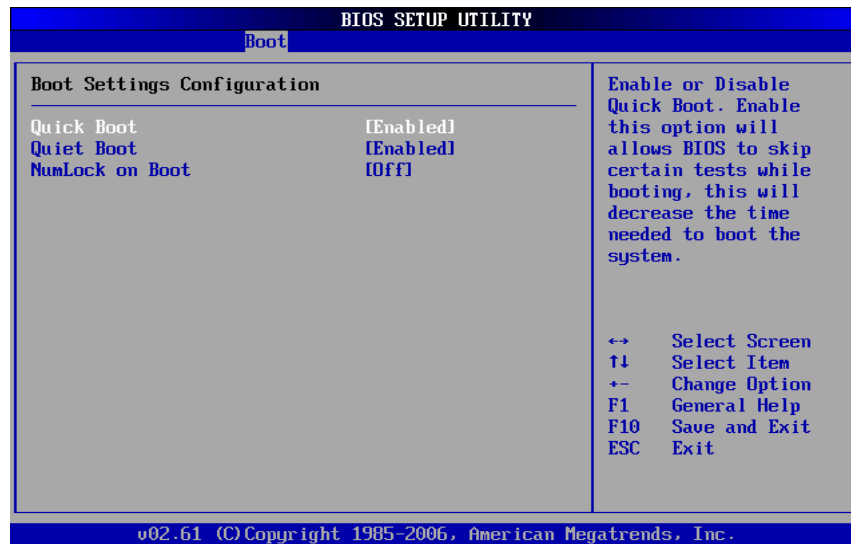 BIOS SETUP UTILITY
Boot
Boot Settings Configuration
Quick Boot [Enabled]
Quiet Boot [Enabled]
NumLock on Boot [Off]
Enable or Disable
Quick Boot. Enable
this option will
allows BIOS to skip
certain tests while
booting, this will
decrease the time
needed to boot the
system.
↔ Select Screen
↑↓ Select Item
+- Change Option
F1 General Help
F10 Save and Exit
ESC Exit
v02.61 (C)Copyright 1985-2006, American Megatrends, Inc.